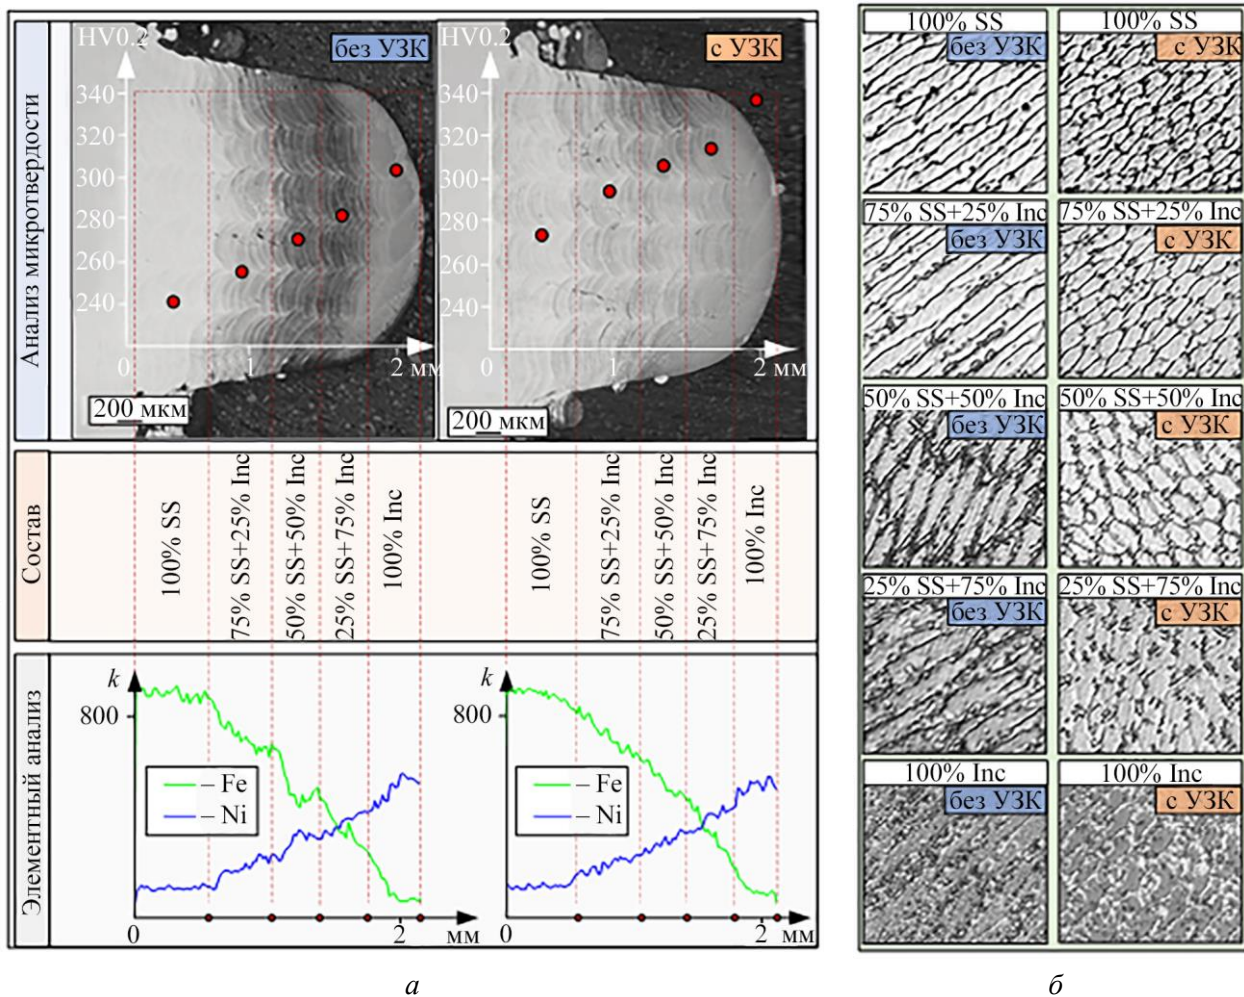 Анализ микротвердости
HV0.2
без УЗК
340
320
300
280
260
240
0
1
2 мм
200 мкм
HV0.2
с УЗК
340
320
300
280
260
240
0
1
2 мм
200 мкм
Состав
100% SS
75% SS+25% Inc
50% SS+50% Inc
25% SS+75% Inc
100% Inc
100% SS
75% SS+25% Inc
50% SS+50% Inc
25% SS+75% Inc
100% Inc
Элементный анализ
k
800
– Fe
– Ni
0
2
мм
k
800
– Fe
– Ni
0
2
мм
а
100% SS
без УЗК
100% SS
с УЗК
75% SS+25% Inc
без УЗК
75% SS+25% Inc
с УЗК
50% SS+50% Inc
без УЗК
50% SS+50% Inc
с УЗК
25% SS+75% Inc
без УЗК
25% SS+75% Inc
с УЗК
100% Inc
без УЗК
100% Inc
с УЗК
б